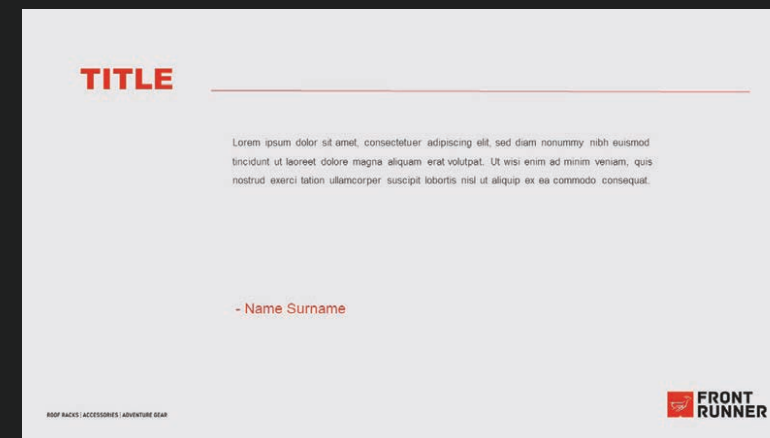 TITLE
Lorem ipsum dolor sit amet, consectetuer adipiscing elit, sed diam nonummy nibh euismod
tincidunt ut laoreet dolore magna aliquam erat volutpat. Ut wisi enim ad minim veniam, quis
nostrud exerci tation ullamcorper suscipit lobortis nisl ut aliquip ex ea commodo consequat.
- Name Surname
ROOF RACKS | ACCESSORIES | ADVENTURE GEAR
FRONT
RUNNER